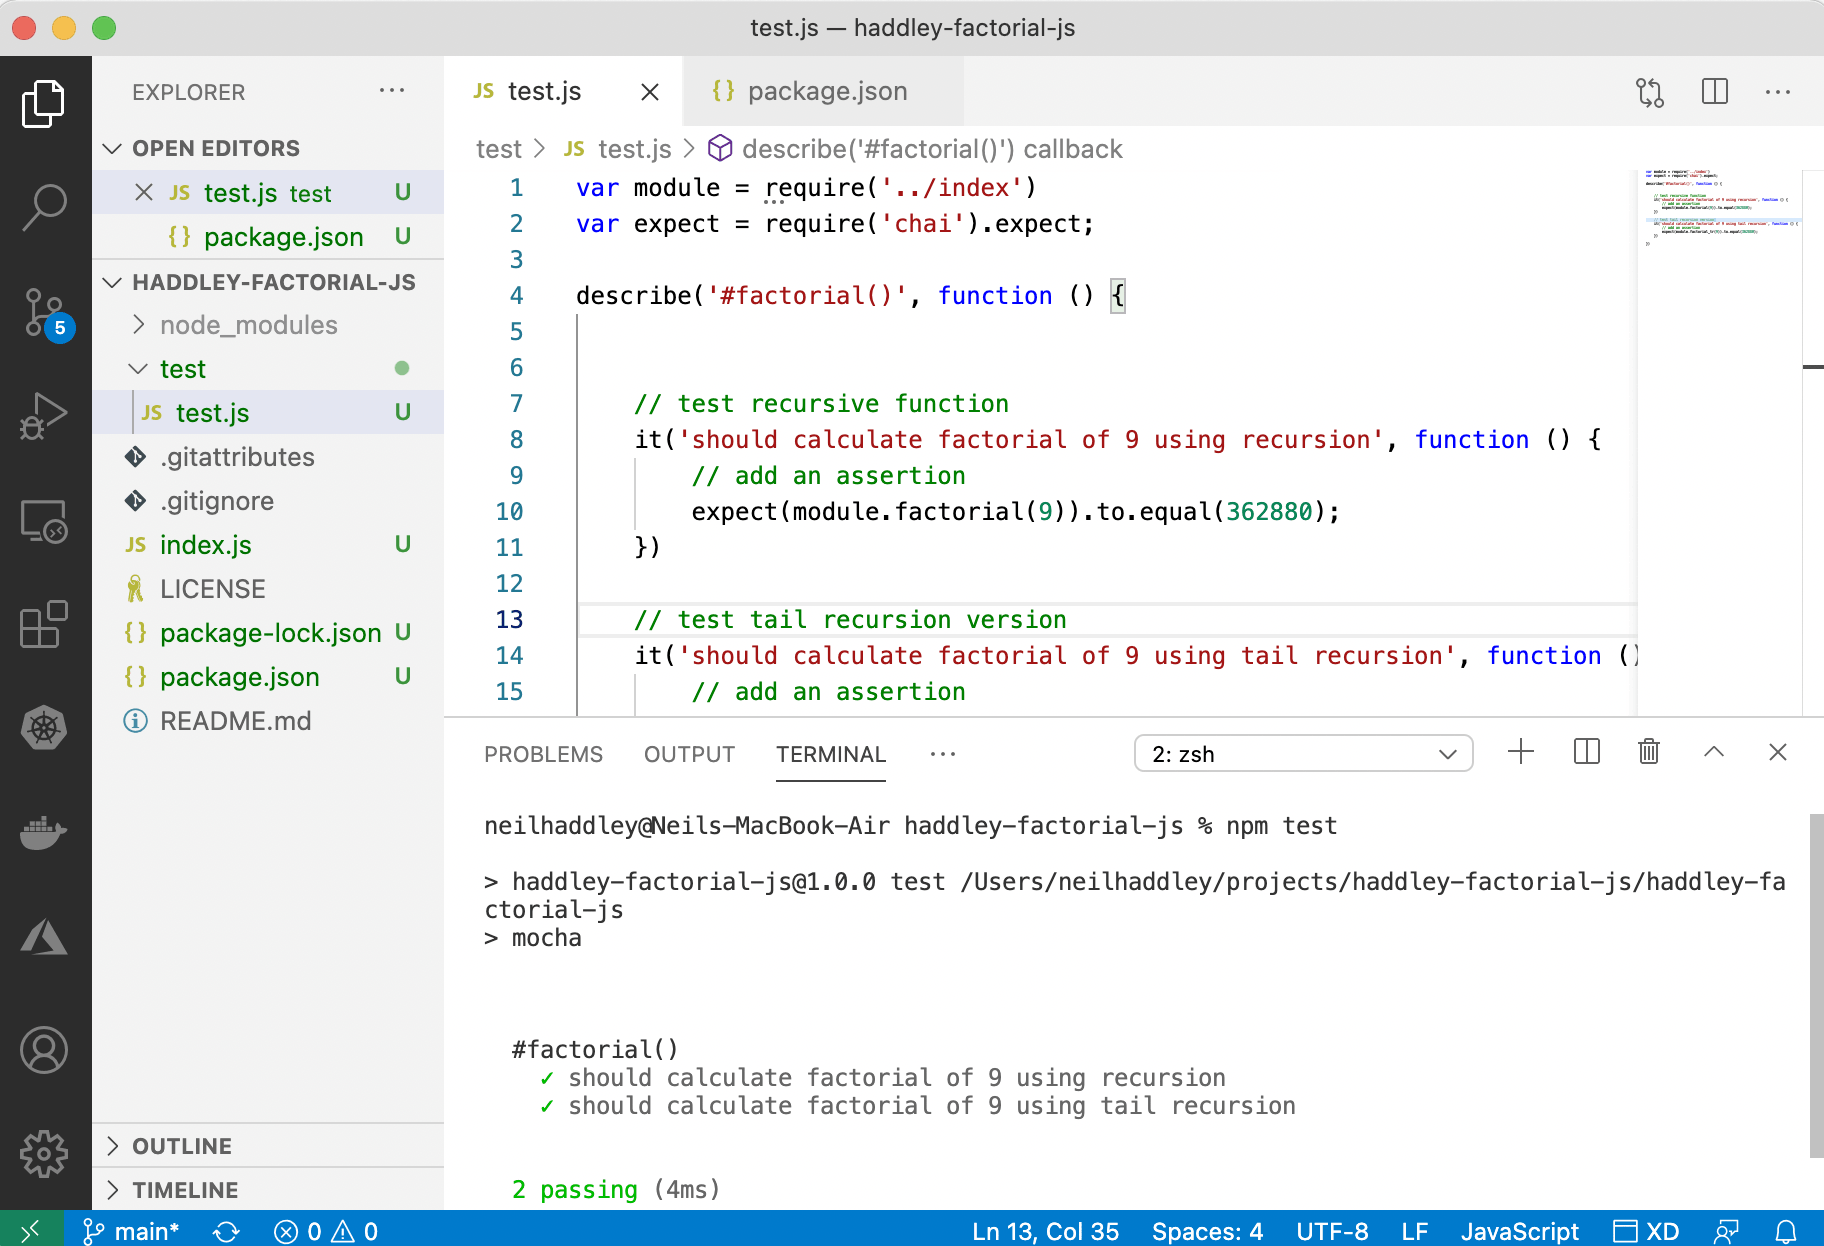 test.js — haddley-factorial-js
EXPLORER
OPEN EDITORS
JS test.js test U
{} package.json U
HADDLEY-FACTORIAL-JS
node_modules
test
JS test.js U
.gitattributes
.gitignore
JS index.js U
LICENSE
{} package-lock.json U
{} package.json U
README.md
OUTLINE
TIMELINE
5
JS test.js
{} package.json
test > JS test.js > describe('#factorial()') callback
1 var module = require('../index')
2 var expect = require('chai').expect;
3
4 describe('#factorial()', function () {
5
6
7 // test recursive function
8 it('should calculate factorial of 9 using recursion', function () {
9 // add an assertion
10 expect(module.factorial(9)).to.equal(362880);
11 })
12
13 // test tail recursion version
14 it('should calculate factorial of 9 using tail recursion', function ()
15 // add an assertion
PROBLEMS OUTPUT TERMINAL ··· 2: zsh
neilhaddley@Neils-MacBook-Air haddley-factorial-js % npm test
> haddley-factorial-js@1.0.0 test /Users/neilhaddley/projects/haddley-factorial-js/haddley-fa
ctorial-js
> mocha
#factorial()
✓ should calculate factorial of 9 using recursion
✓ should calculate factorial of 9 using tail recursion
2 passing (4ms)
main* 0 0 Ln 13, Col 35 Spaces: 4 UTF-8 LF JavaScript XD